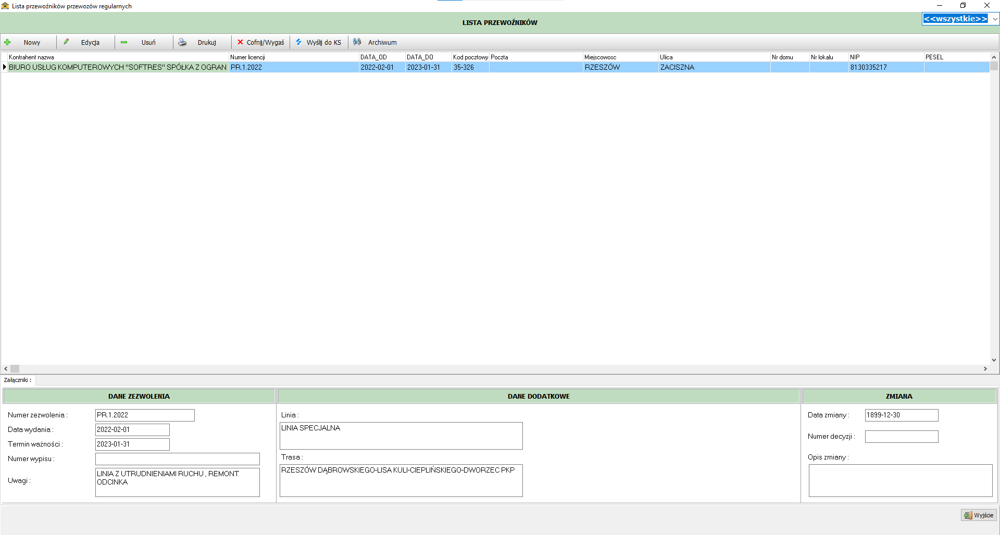 Lista przewoźników przewozów regularnych
LISTA PRZEWOŹNIKÓW
<<wszystkie>>
Nowy Edycja Usuń Drukuj Cofnij/Wygaś Wyślij do KS Archiwum
Kontrahent nazwa Numer licencji DATA_OD DATA_DO Kod pocztowy Poczta Miejscowosc Ulica Nr domu Nr lokalu NIP PESEL
BIURO USŁUG KOMPUTEROWYCH "SOFTRES" SPÓŁKA Z OGRAN PR.1.2022 2022-02-01 2023-01-31 35-326 RZESZÓW ZACISZNA 8130335217
Załączniki :
DANE ZEZWOLENIA
Numer zezwolenia : PR.1.2022
Data wydania : 2022-02-01
Termin ważności : 2023-01-31
Numer wypisu :
Uwagi : LINIA Z UTRUDNIENIAMI RUCHU , REMONT
ODCINKA
DANE DODATKOWE
Linia :
LINIA SPECJALNA
Trasa :
RZESZÓW DĄBROWSKIEGO-LISA KULI-CIEPLIŃSKIEGO-DWORZEC PKP
ZMIANA
Data zmiany : 1899-12-30
Numer decyzji :
Opis zmiany :
Wyjście